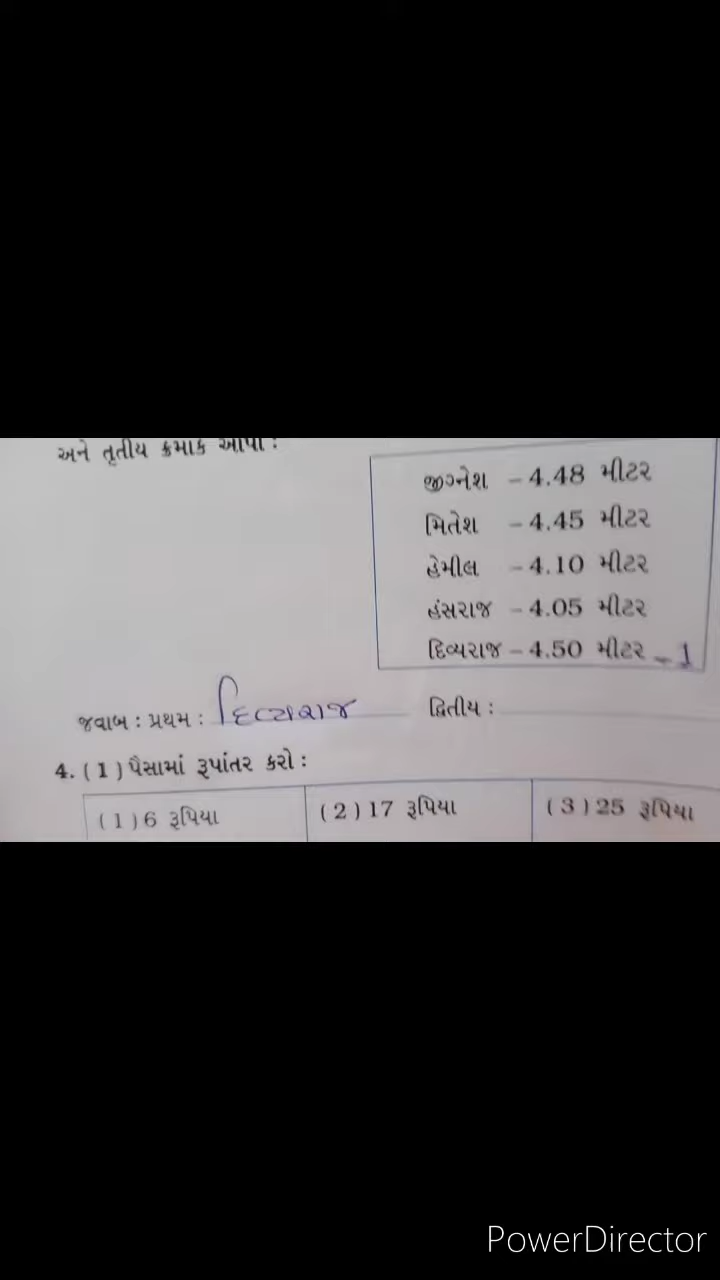 અને તૃતીય ક્રમાંક આપો :
જીગ્નેશ – 4.48 મીટર
મિતેશ – 4.45 મીટર
હેમીલ – 4.10 મીટર
હંસરાજ – 4.05 મીટર
દિવ્યરાજ – 4.50 મીટર – 1
જવાબ : પ્રથમ : દિવ્યરાજ દ્વિતીય :
4. ( 1 ) પૈસામાં રૂપાંતર કરો :
( 1 ) 6 રૂપિયા ( 2 ) 17 રૂપિયા ( 3 ) 25 રૂપિયા
PowerDirector